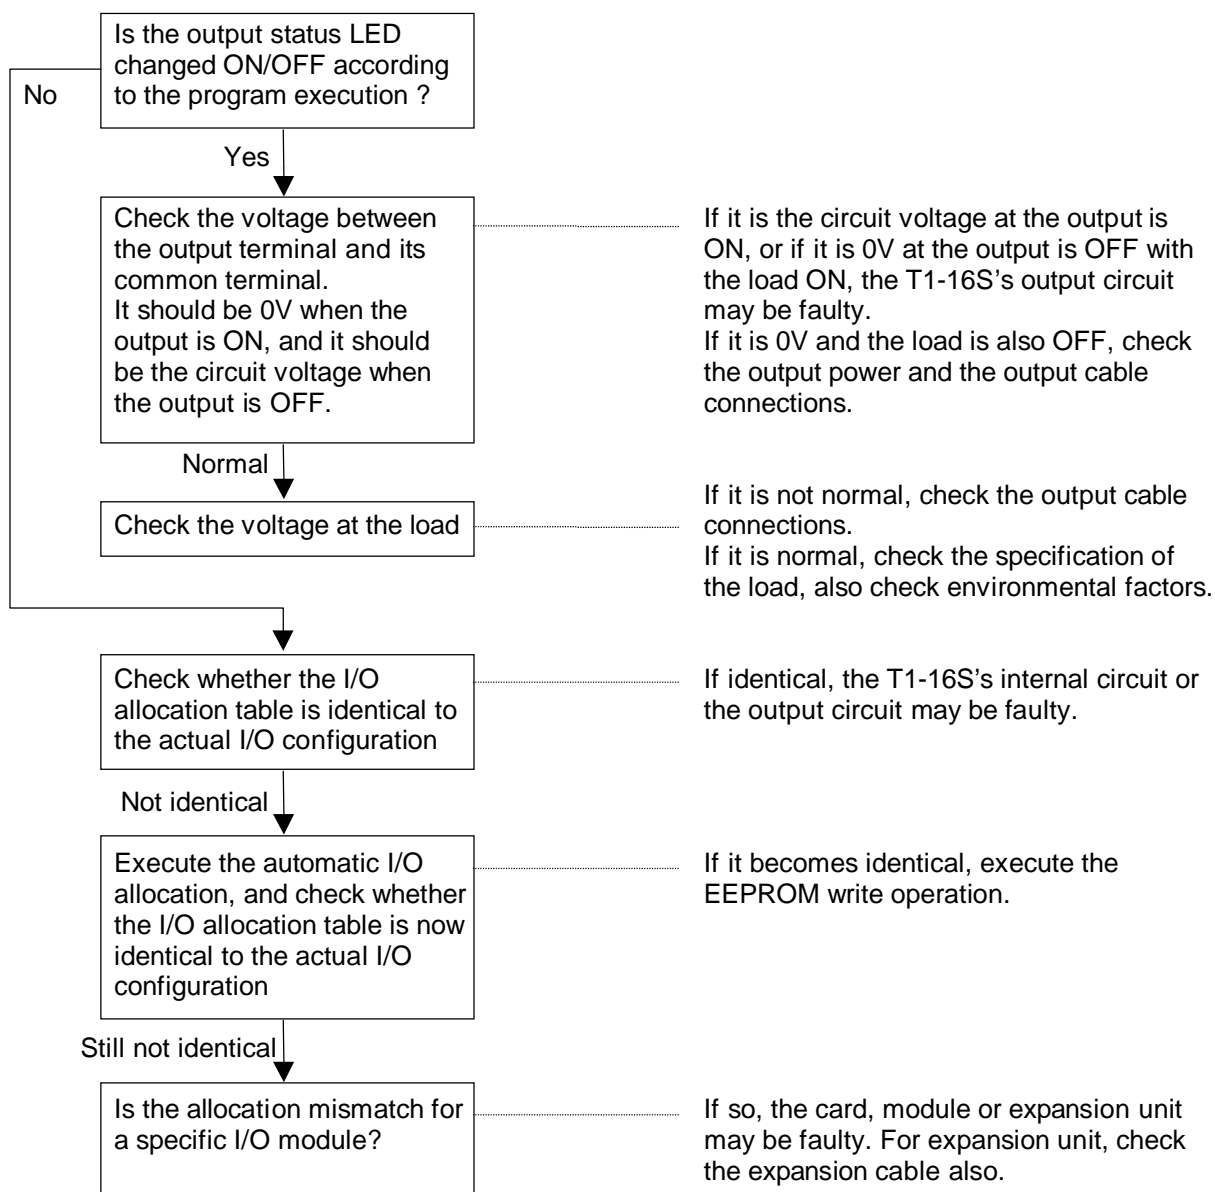 Is the output status LED
changed ON/OFF according
to the program execution ?
No
Yes
Check the voltage between
the output terminal and its
common terminal.
It should be 0V when the
output is ON, and it should
be the circuit voltage when
the output is OFF.
If it is the circuit voltage at the output is
ON, or if it is 0V at the output is OFF with
the load ON, the T1-16S's output circuit
may be faulty.
If it is 0V and the load is also OFF, check
the output power and the output cable
connections.
Normal
Check the voltage at the load
If it is not normal, check the output cable
connections.
If it is normal, check the specification of
the load, also check environmental factors.
Check whether the I/O
allocation table is identical to
the actual I/O configuration
If identical, the T1-16S's internal circuit or
the output circuit may be faulty.
Not identical
Execute the automatic I/O
allocation, and check whether
the I/O allocation table is now
identical to the actual I/O
configuration
If it becomes identical, execute the
EEPROM write operation.
Still not identical
Is the allocation mismatch for
a specific I/O module?
If so, the card, module or expansion unit
may be faulty. For expansion unit, check
the expansion cable also.